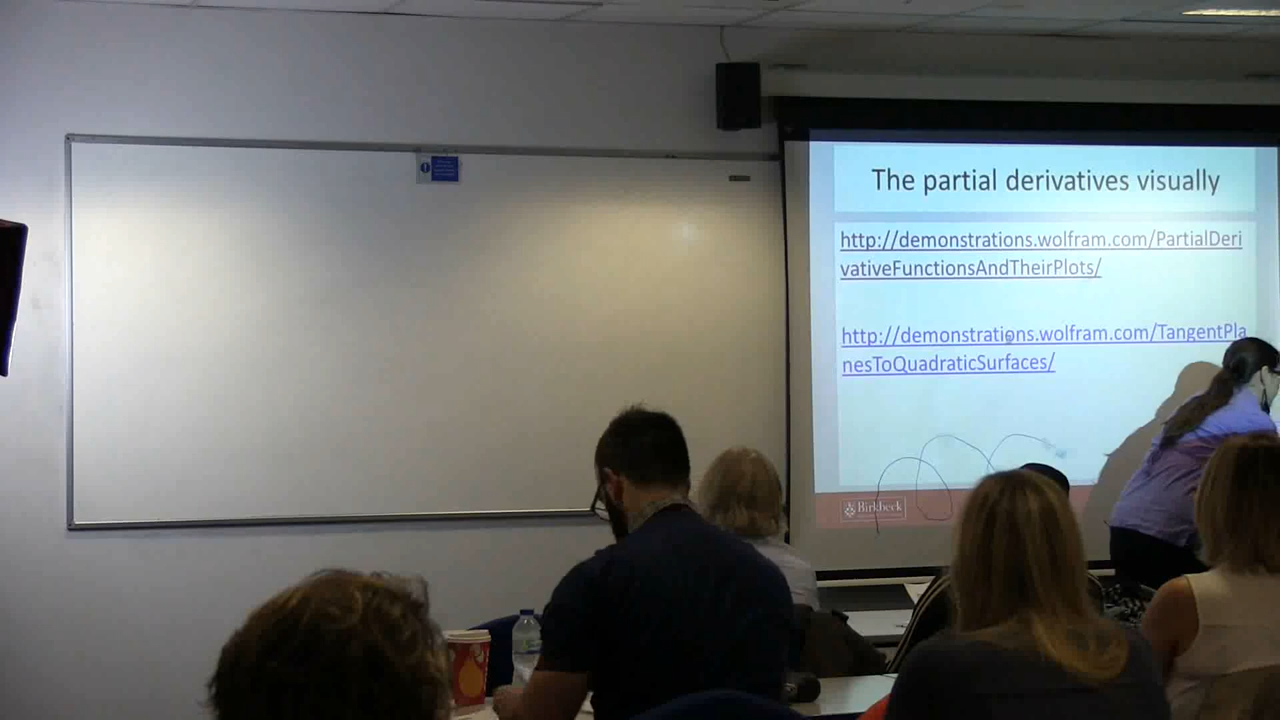 The partial derivatives visually
http://demonstrations.wolfram.com/PartialDeri
vativeFunctionsAndTheirPlots/
http://demonstrations.wolfram.com/TangentPla
nesToQuadraticSurfaces/
Birkbeck